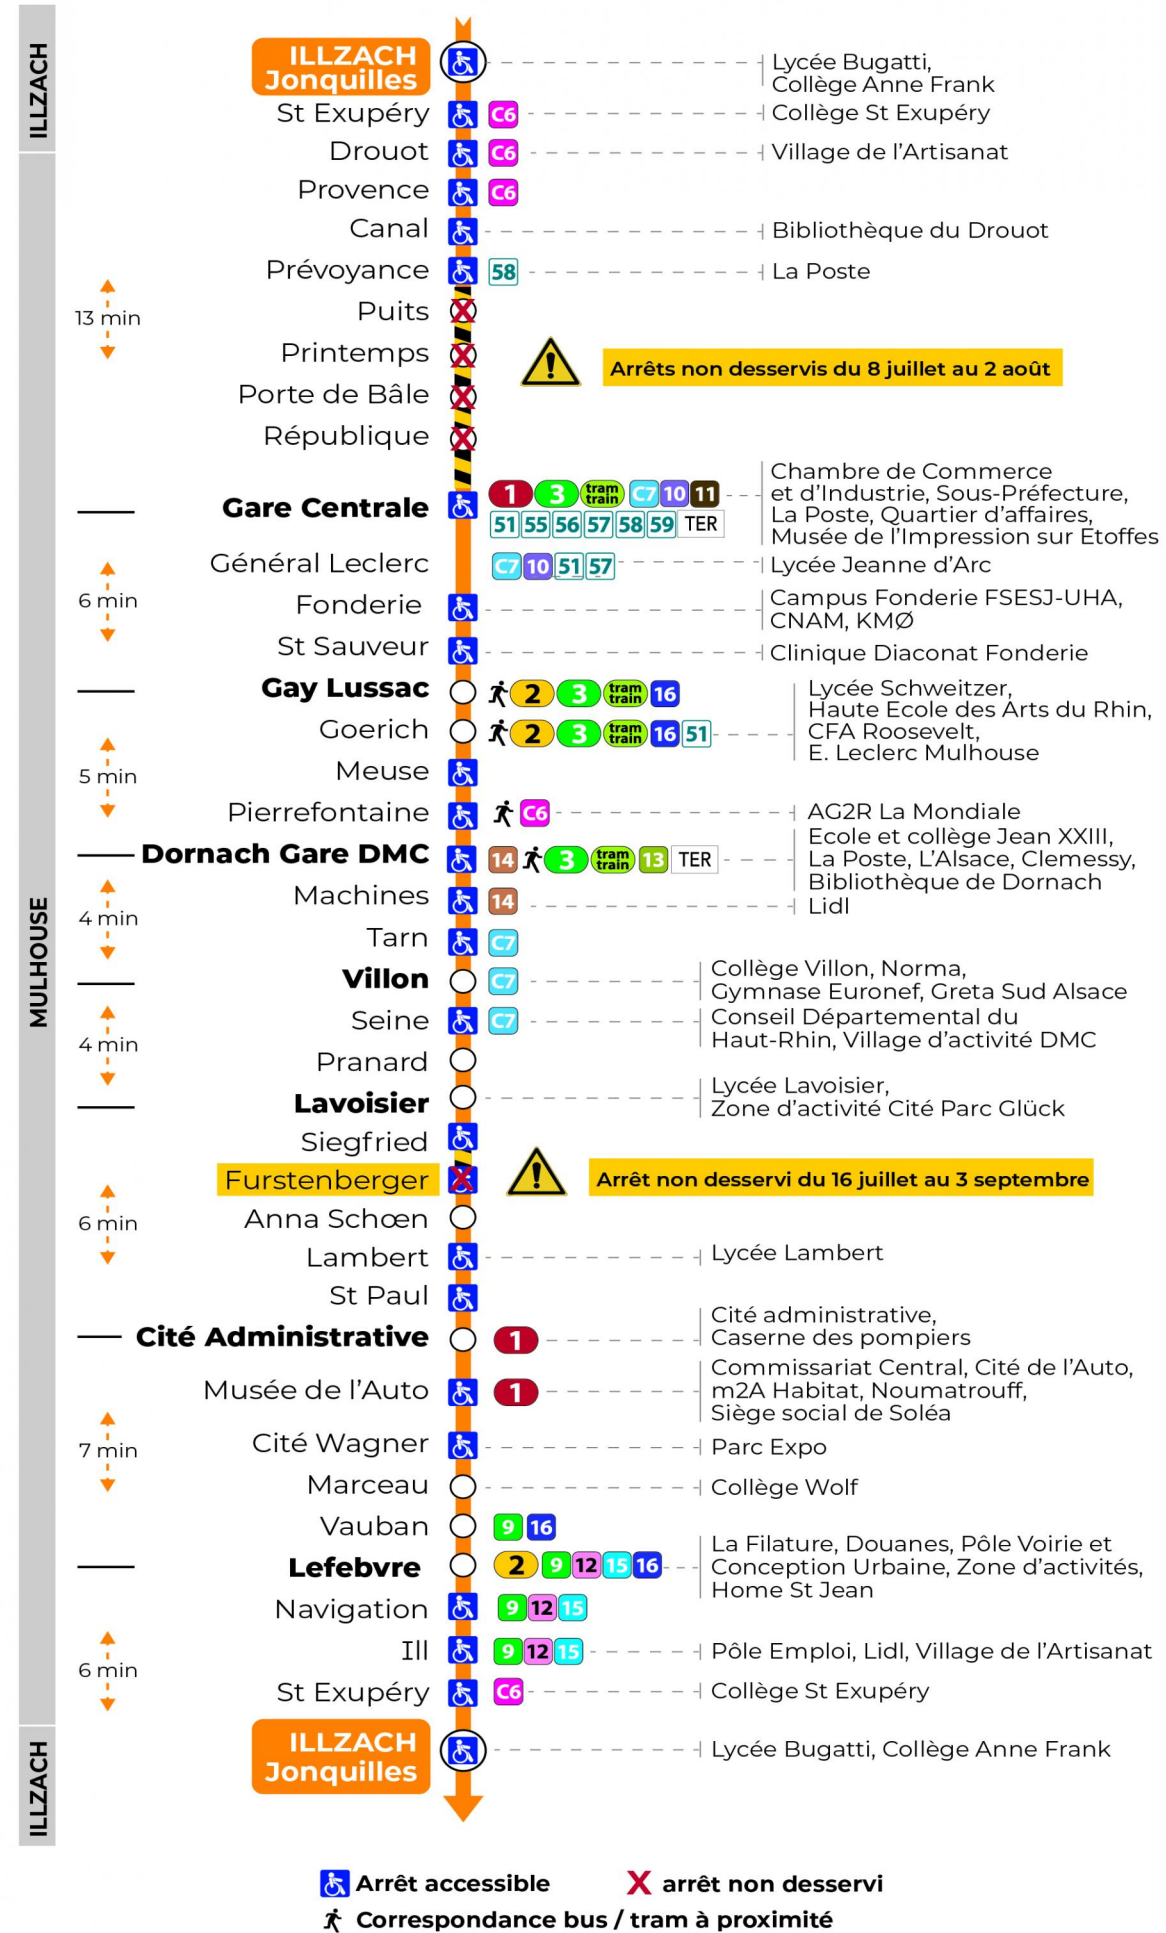 ILLZACH
ILLZACH
Jonquilles
Lycée Bugatti,
Collège Anne Frank
St Exupéry C6 Collège St Exupéry
Drouot C6 Village de l'Artisanat
MULHOUSE
Provence C6
Canal Bibliothèque du Drouot
Prévoyance 58 La Poste
13 min
Puits
Printemps
Arrêts non desservis du 8 juillet au 2 août
Porte de Bâle
République
Gare Centrale
1 3 tram train C7 10 11
51 55 56 57 58 59 TER
Chambre de Commerce
et d'Industrie, Sous-Préfecture,
La Poste, Quartier d'affaires,
Musée de l'Impression sur Etoffes
Général Leclerc C7 10 51 57 Lycée Jeanne d'Arc
6 min
Fonderie
Campus Fonderie FSESJ-UHA,
CNAM, KMØ
St Sauveur Clinique Diaconat Fonderie
Gay Lussac 2 3 tram train 16
Goerich 2 3 tram train 16 51
Lycée Schweitzer,
Haute Ecole des Arts du Rhin,
CFA Roosevelt,
E. Leclerc Mulhouse
5 min
Meuse
Pierrefontaine C6 AG2R La Mondiale
Dornach Gare DMC 14 3 tram train 13 TER
Ecole et collège Jean XXIII,
La Poste, L'Alsace, Clemessy,
Bibliothèque de Dornach
4 min
Machines 14 Lidl
Tarn C7
Villon C7
Collège Villon, Norma,
Gymnase Euronef, Greta Sud Alsace
4 min
Seine C7
Conseil Départemental du
Haut-Rhin, Village d'activité DMC
Pranard
Lavoisier
Lycée Lavoisier,
Zone d'activité Cité Parc Glück
Siegfried
Furstenberger
Arrêt non desservi du 16 juillet au 3 septembre
6 min
Anna Schœn
Lambert Lycée Lambert
St Paul
Cité Administrative 1
Cité administrative,
Caserne des pompiers
Musée de l'Auto 1
Commissariat Central, Cité de l'Auto,
m2A Habitat, Noumatrouff,
Siège social de Soléa
7 min
Cité Wagner Parc Expo
Marceau Collège Wolf
Vauban 9 16
Lefebvre 2 9 12 15 16
La Filature, Douanes, Pôle Voirie et
Conception Urbaine, Zone d'activités,
Home St Jean
Navigation 9 12 15
6 min
Ill 9 12 15 Pôle Emploi, Lidl, Village de l'Artisanat
St Exupéry C6 Collège St Exupéry
ILLZACH
ILLZACH
Jonquilles
Lycée Bugatti, Collège Anne Frank
Arrêt accessible
X arrêt non desservi
Correspondance bus / tram à proximité